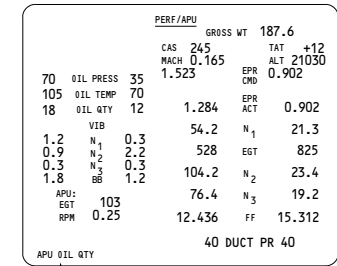 PERF/APU
GROSS WT 187.6
CAS 245 TAT +12
MACH 0.165 ALT 21030
1.523 EPR CMD 0.902
70 OIL PRESS 35
105 OIL TEMP 70
18 OIL QTY 12
1.284 EPR ACT 0.902
VIB
54.2 N1 21.3
1.2 N1 0.3
0.9 N2 2.2
528 EGT 825
0.3 N3 0.3
1.8 BB 1.2
104.2 N2 23.4
APU:
EGT 103
76.4 N3 19.2
RPM 0.25
12.436 FF 15.312
40 DUCT PR 40
APU OIL QTY